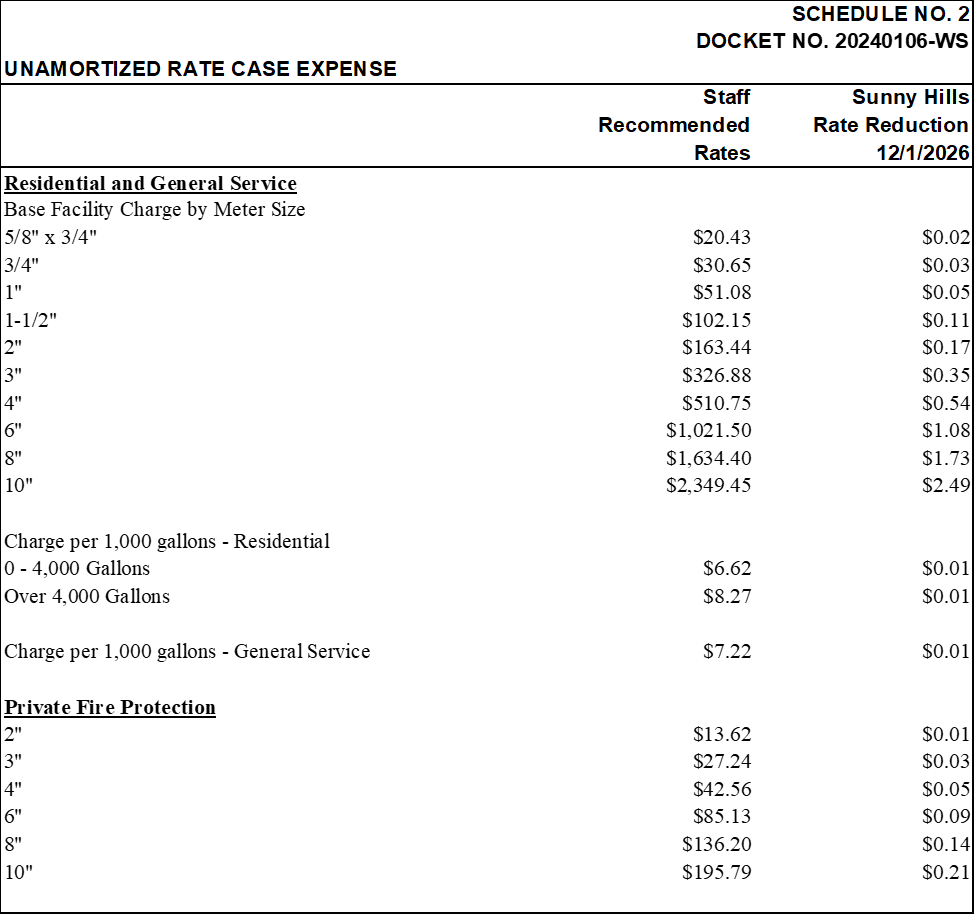 SCHEDULE NO. 2
DOCKET NO. 20240106-WS
UNAMORTIZED RATE CASE EXPENSE
Staff Sunny Hills
Recommended Rate Reduction
Rates 12/1/2026
Residential and General Service
Base Facility Charge by Meter Size
5/8" x 3/4" $20.43 $0.02
3/4" $30.65 $0.03
1" $51.08 $0.05
1-1/2" $102.15 $0.11
2" $163.44 $0.17
3" $326.88 $0.35
4" $510.75 $0.54
6" $1,021.50 $1.08
8" $1,634.40 $1.73
10" $2,349.45 $2.49
Charge per 1,000 gallons - Residential
0 - 4,000 Gallons $6.62 $0.01
Over 4,000 Gallons $8.27 $0.01
Charge per 1,000 gallons - General Service $7.22 $0.01
Private Fire Protection
2" $13.62 $0.01
3" $27.24 $0.03
4" $42.56 $0.05
6" $85.13 $0.09
8" $136.20 $0.14
10" $195.79 $0.21